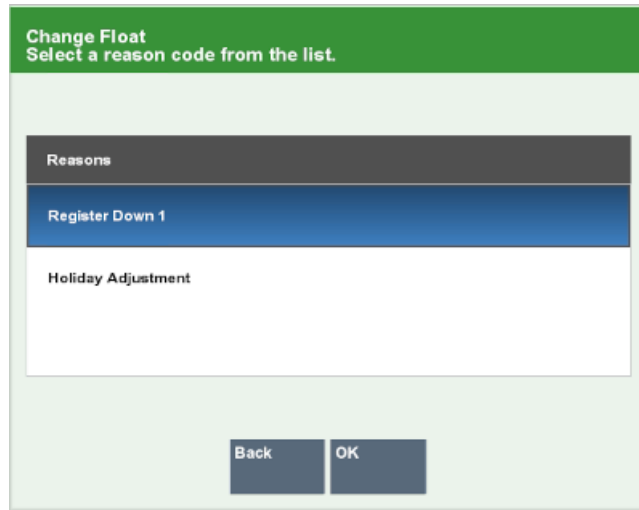 Change Float
Select a reason code from the list.
Reasons
Register Down 1
Holiday Adjustment
Back
OK